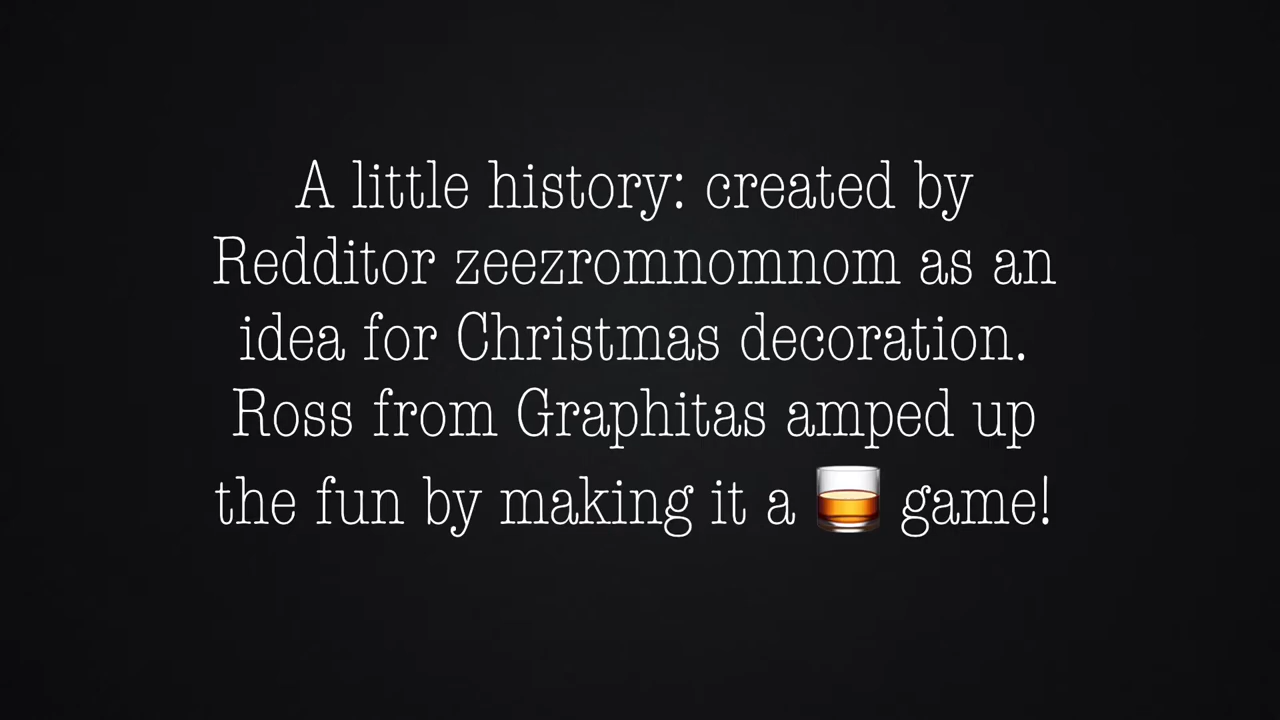 A little history: created by
Redditor zeezromnomnom as an
idea for Christmas decoration.
Ross from Graphitas amped up
the fun by making it a 🥃 game!